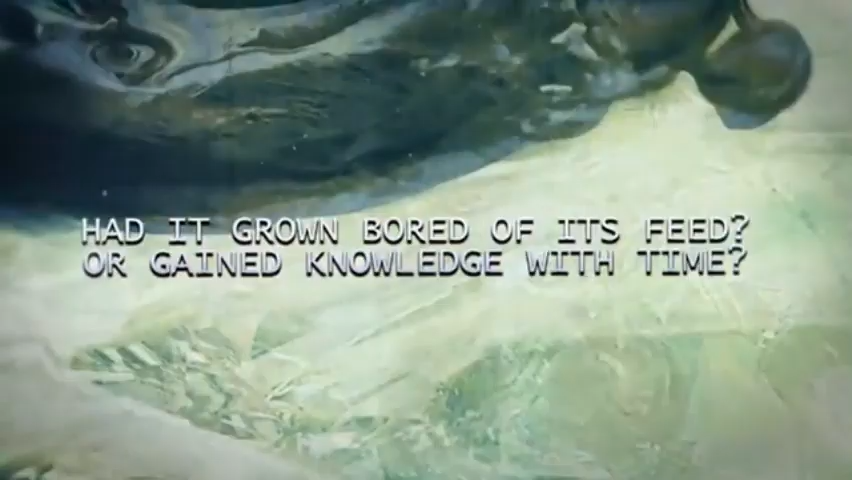 HAD IT GROWN BORED OF ITS FEED?
OR GAINED KNOWLEDGE WITH TIME?